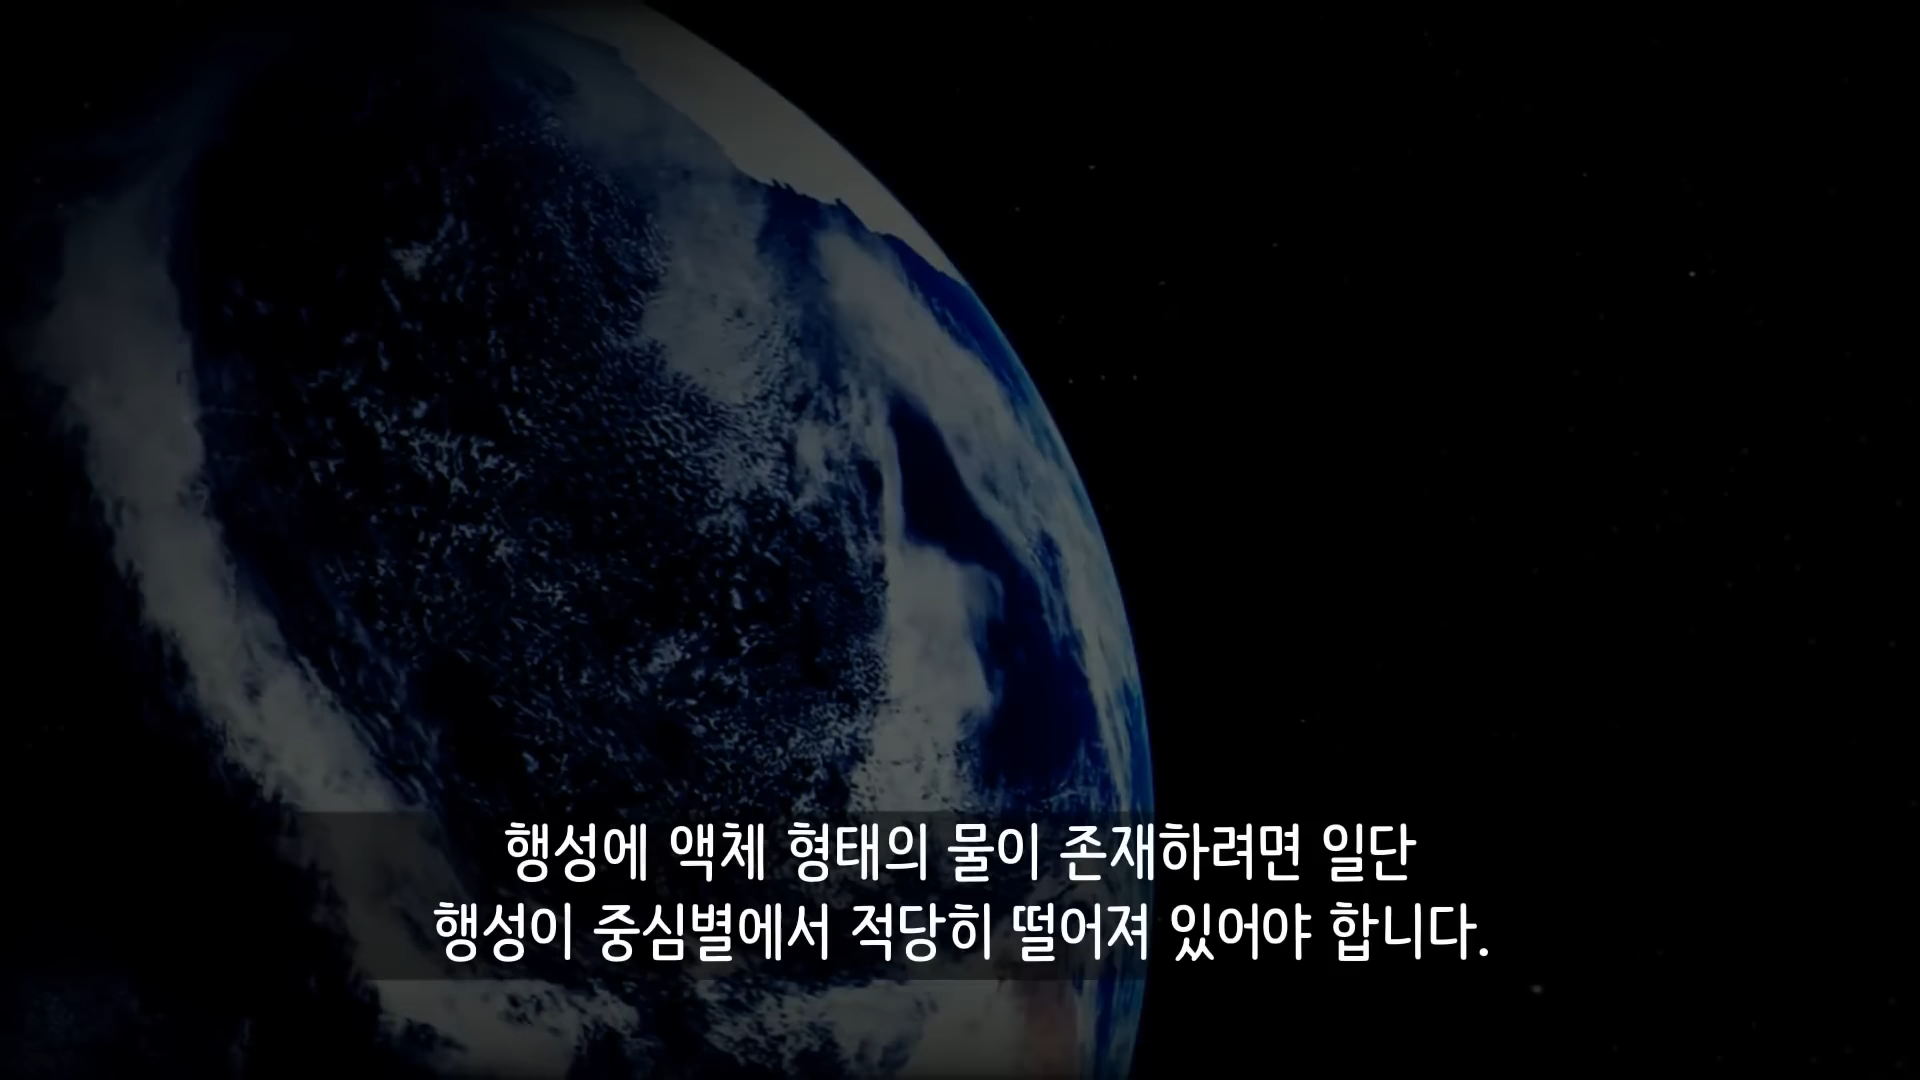 행성에 액체 형태의 물이 존재하려면 일단
행성이 중심별에서 적당히 떨어져 있어야 합니다.